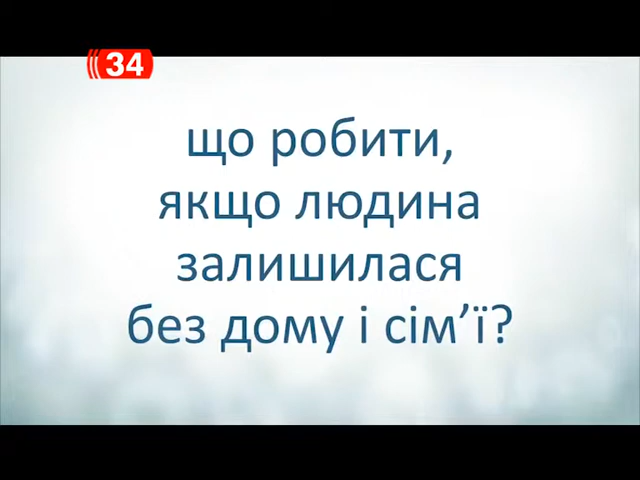 34
що робити,
якщо людина
залишилася
без дому і сім’ї?